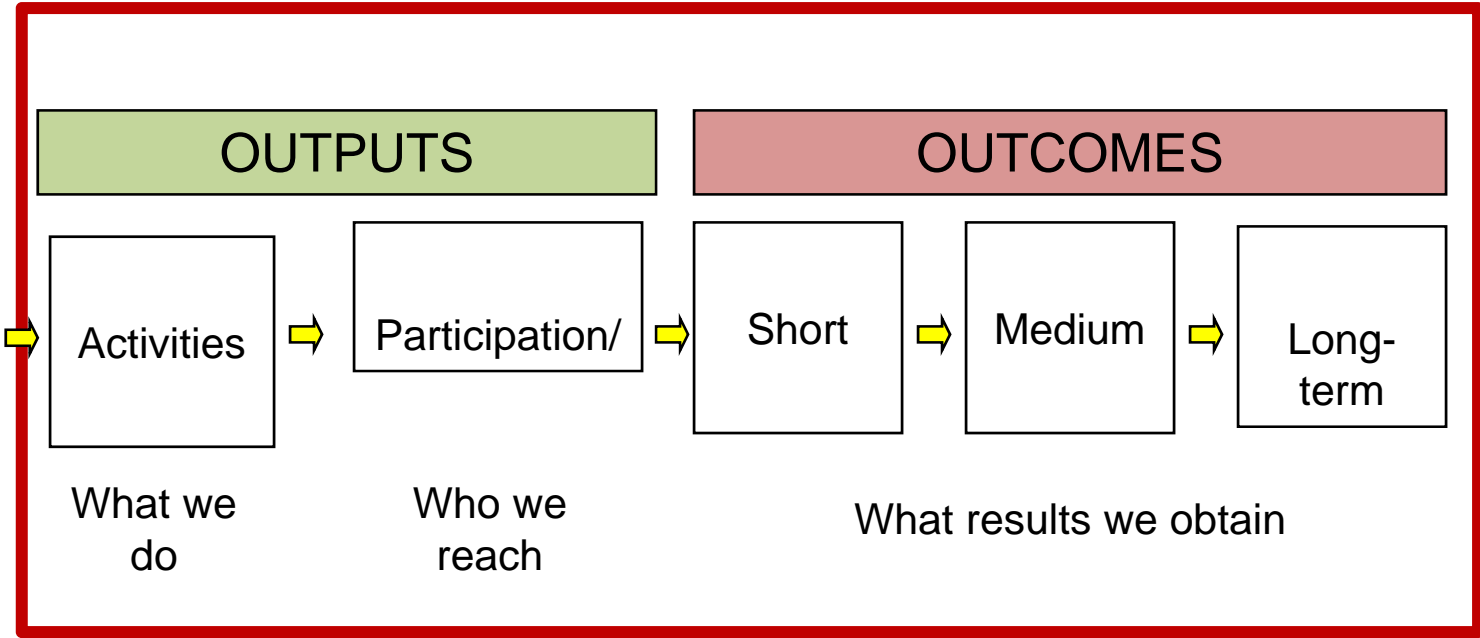 OUTPUTS
OUTCOMES
Activities
Participation/
Short
Medium
Long-
term
What we
do
Who we
reach
What results we obtain